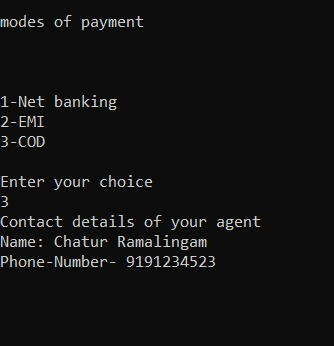 modes of payment
1-Net banking
2-EMI
3-COD
Enter your choice
3
Contact details of your agent
Name: Chatur Ramalingam
Phone-Number- 9191234523